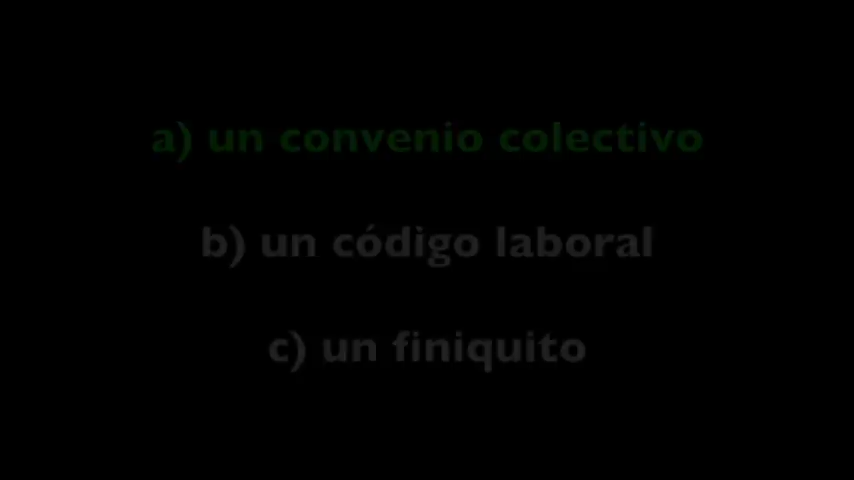 a) un convenio colectivo
b) un código laboral
c) un finiquito